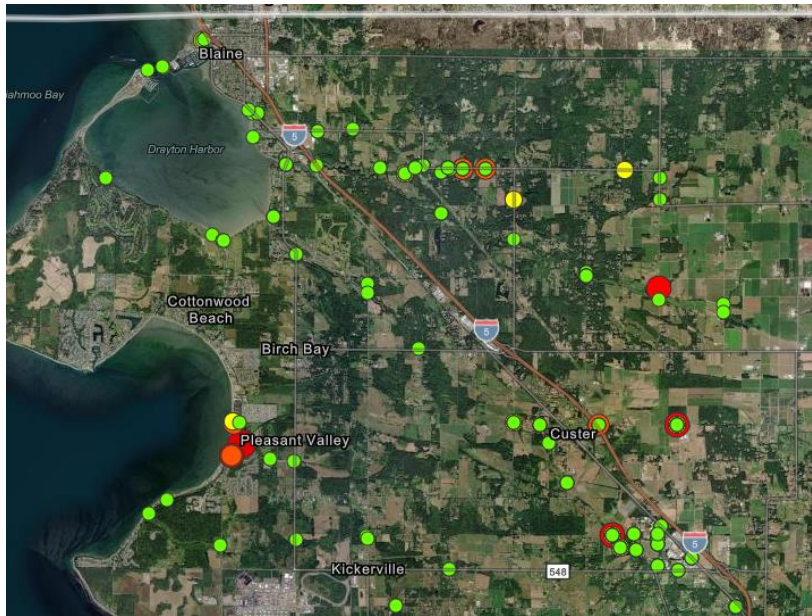 Blaine
iahmoo Bay
Drayton Harbor
5
Cottonwood
Beach
5
Birch Bay
Pleasant Valley
Custer
5
Kickerville
548